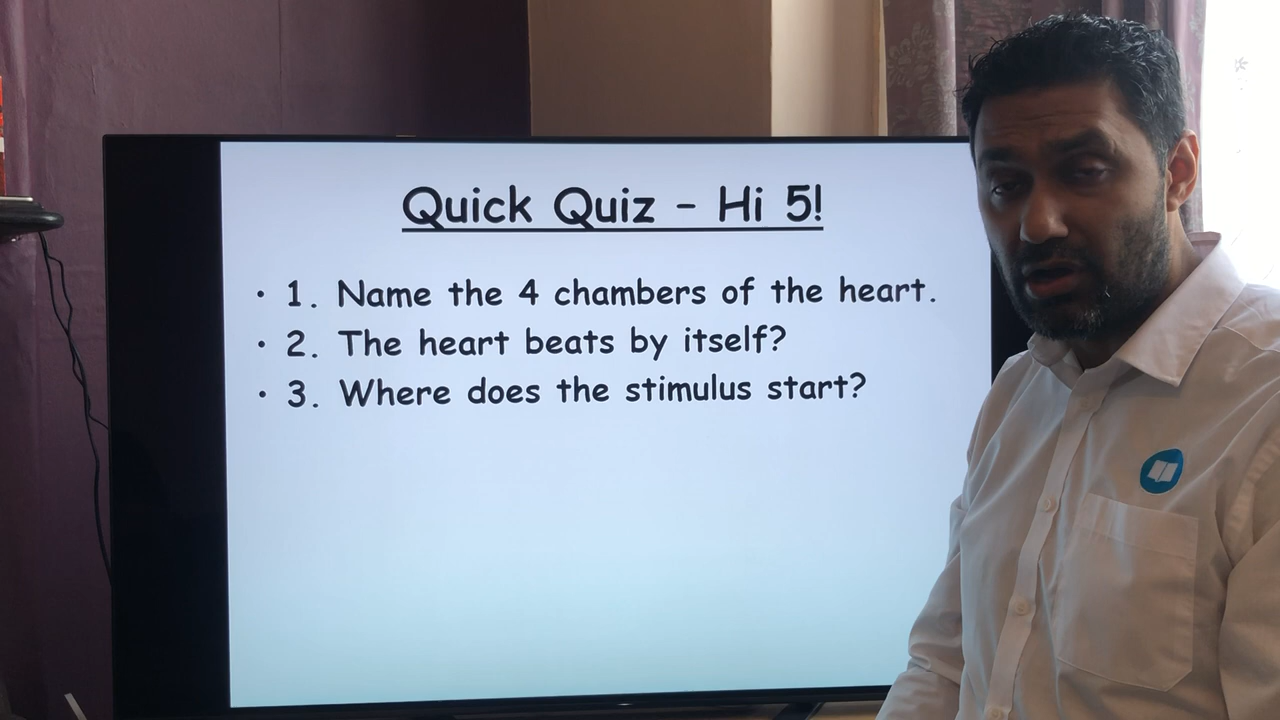 Quick Quiz - Hi 5!
• 1. Name the 4 chambers of the heart.
• 2. The heart beats by itself?
• 3. Where does the stimulus start?